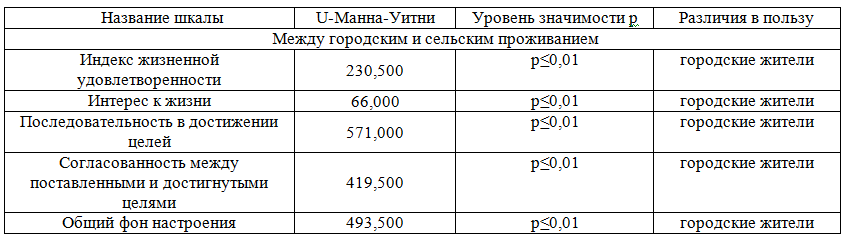 Название шкалы U-Манна-Уитни Уровень значимости р Различия в пользу
Между городским и сельским проживанием
Индекс жизненной
удовлетворенности
230,500 p≤0,01 городские жители
Интерес к жизни 66,000 p≤0,01 городские жители
Последовательность в достижении
целей
571,000 p≤0,01 городские жители
Согласованность между
поставленными и достигнутыми
целями
419,500 p≤0,01 городские жители
Общий фон настроения 493,500 p≤0,01 городские жители